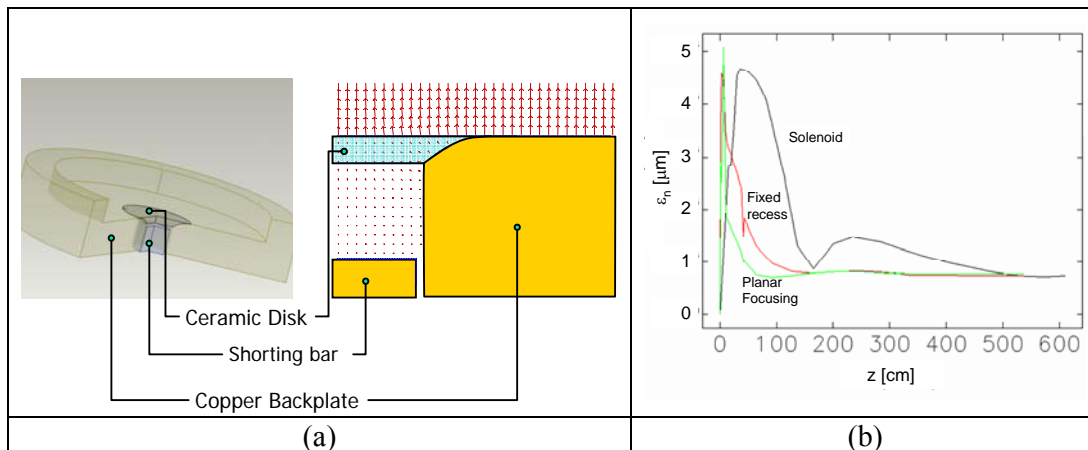 Ceramic Disk
Shorting bar
Copper Backplate
(a)
5
4
3
2
1
0
εn [μm]
Solenoid
Fixed
recess
Planar
Focusing
0 100 200 300 400 500 600
z [cm]
(b)